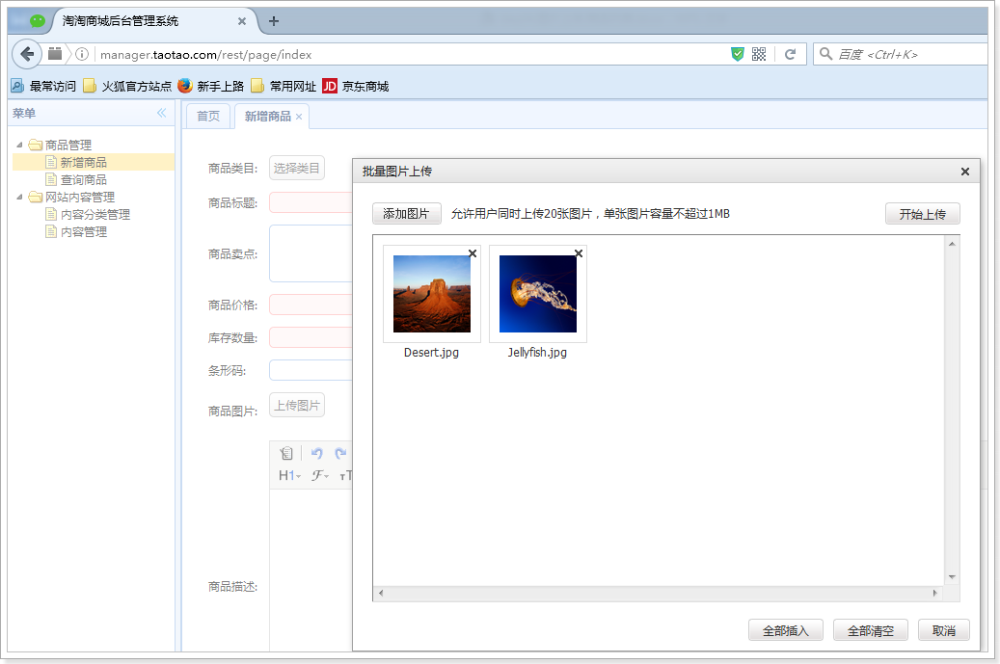 淘淘商城后台管理系统
manager.taotao.com/rest/page/index
百度 <Ctrl+K>
最常访问 火狐官方站点 新手上路 常用网址 JD 京东商城
菜单
首页 新增商品
商品管理
新增商品
查询商品
网站内容管理
内容分类管理
内容管理
商品类目: 选择类目
商品标题:
商品卖点:
商品价格:
库存数量:
条形码:
商品图片: 上传图片
H1 F тT
商品描述:
批量图片上传
添加图片 允许用户同时上传20张图片，单张图片容量不超过1MB 开始上传
Desert.jpg Jellyfish.jpg
全部插入 全部清空 取消